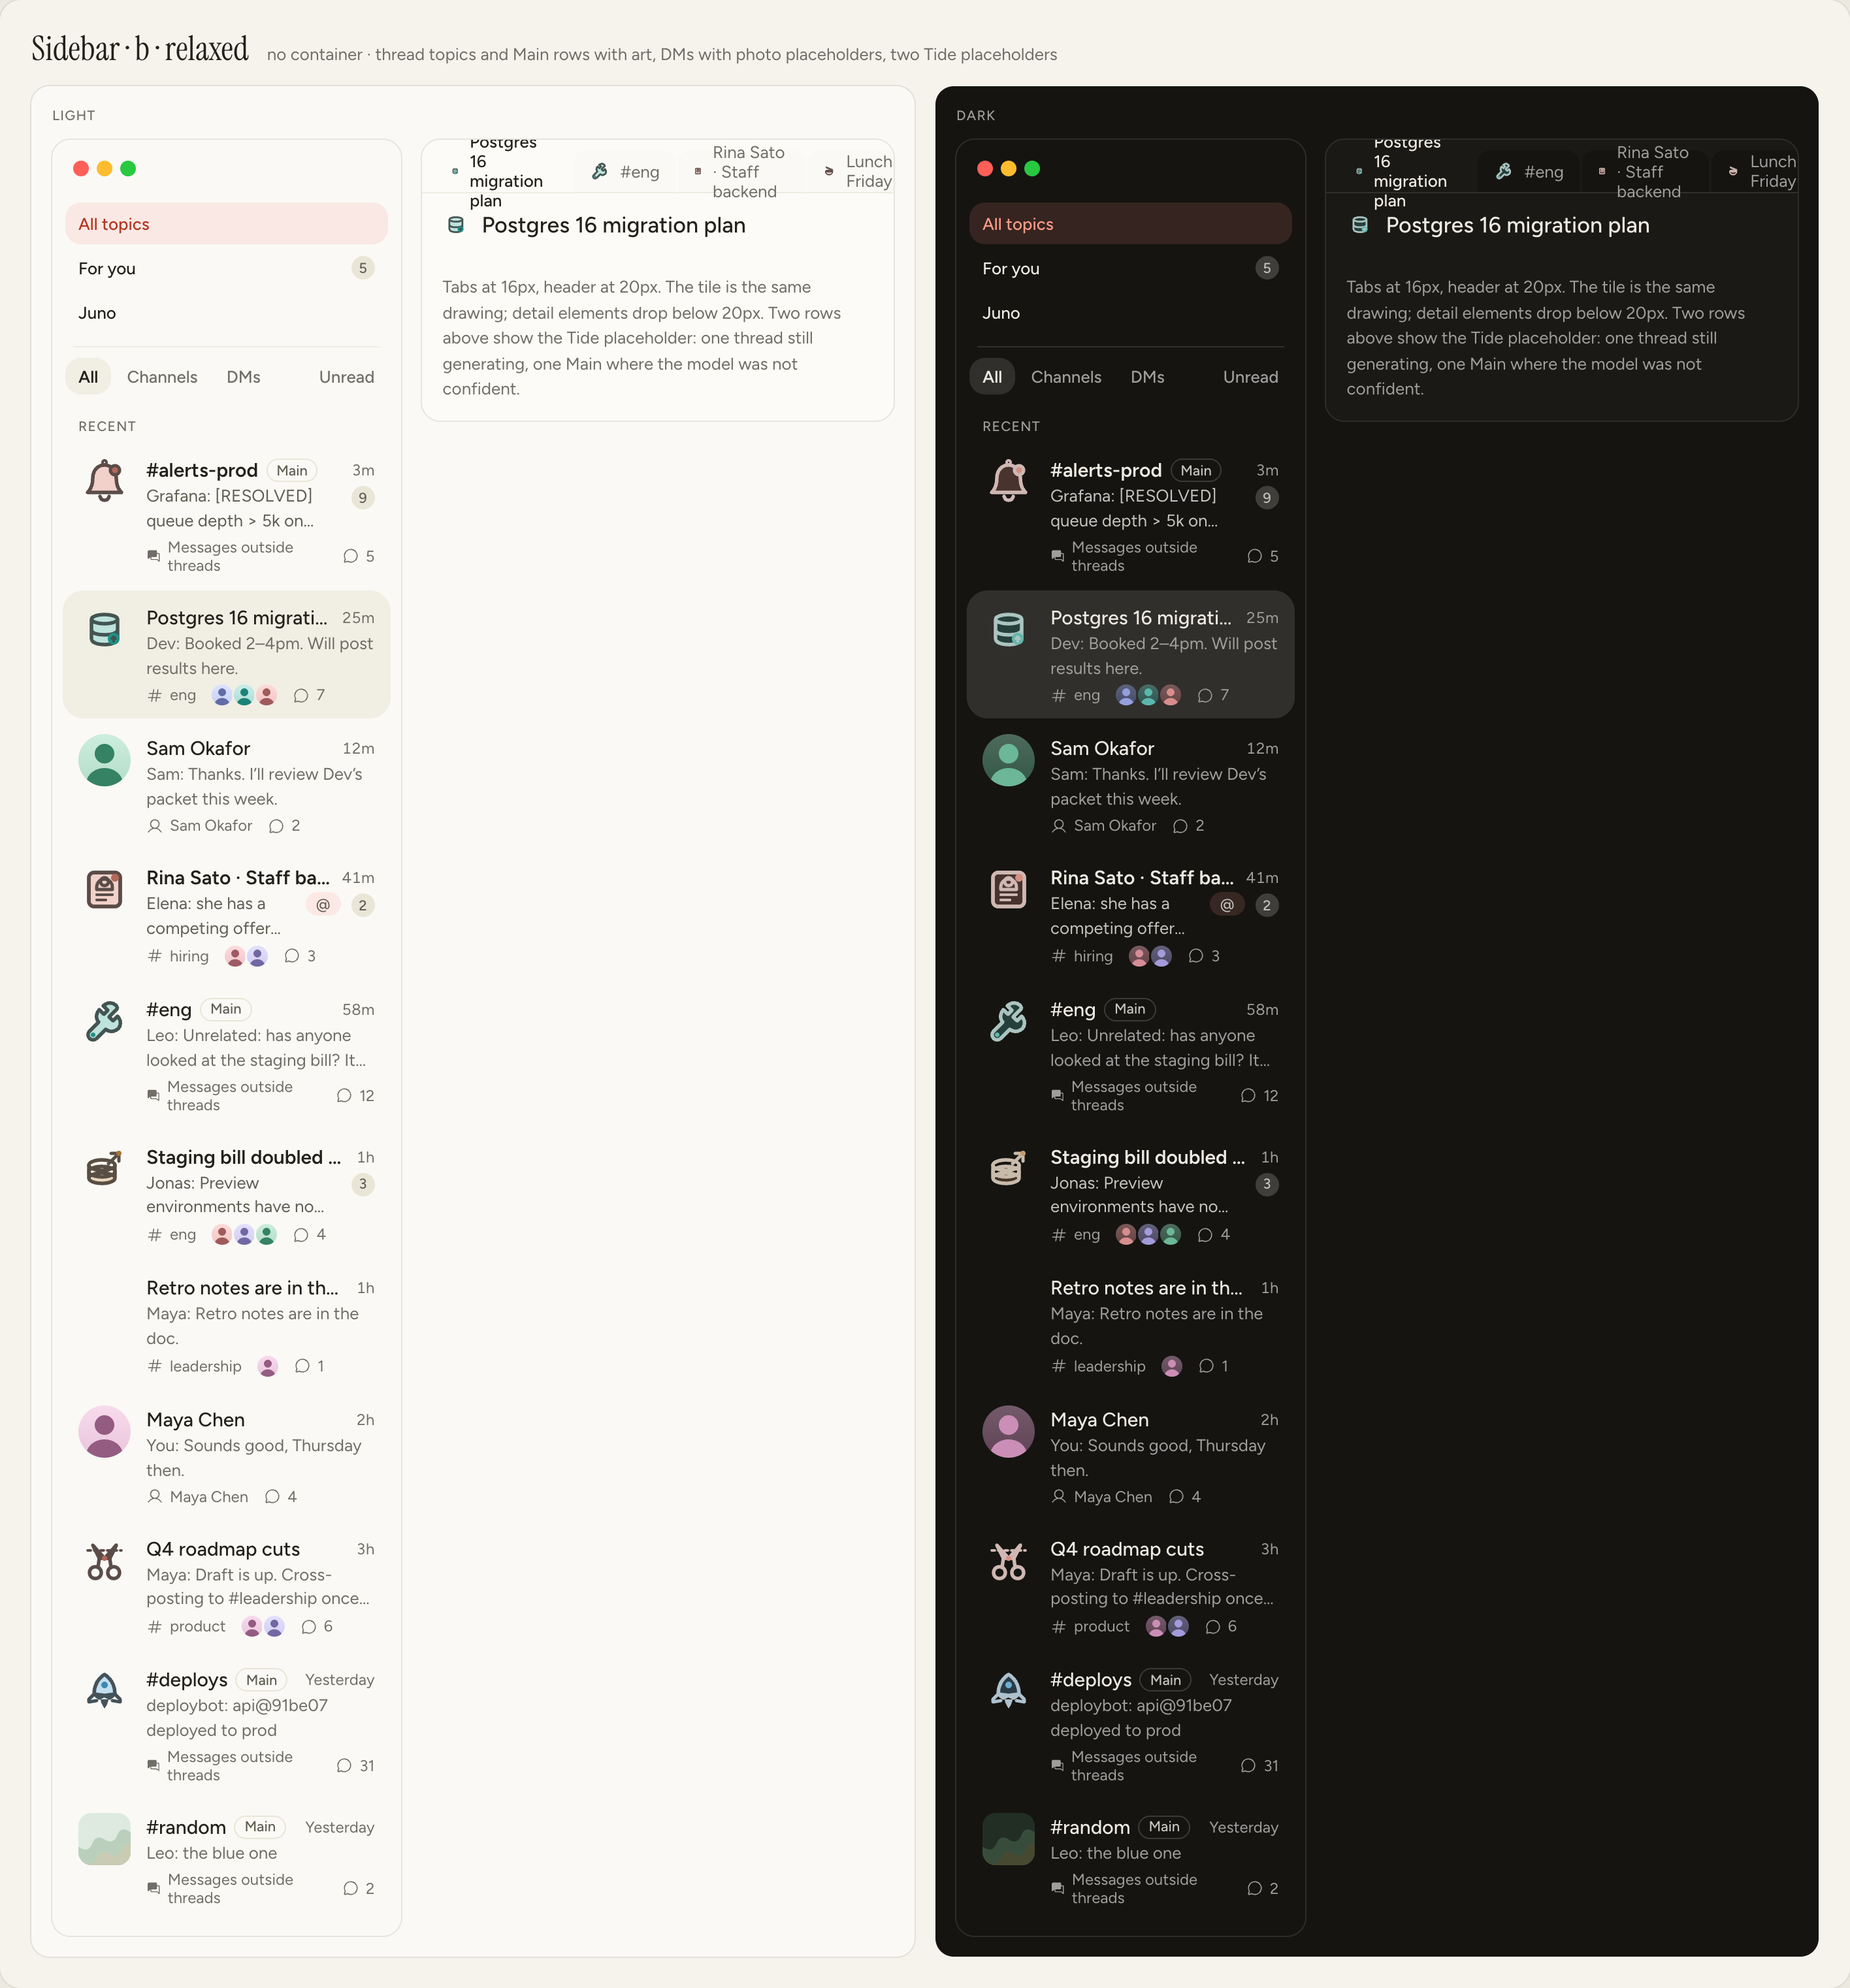 Sidebar · b · relaxed
no container · thread topics and Main rows with art, DMs with photo placeholders, two Tide placeholders
LIGHT
All topics
For you
5
Juno
All
Channels
DMs
Unread
RECENT
#alerts-prod
Main
3m
Grafana: [RESOLVED]
9
queue depth > 5k on…
Messages outside
threads
5
Postgres 16 migrati…
25m
Dev: Booked 2–4pm. Will post
results here.
# eng
7
Sam Okafor
12m
Sam: Thanks. I’ll review Dev’s
packet this week.
Sam Okafor
2
Rina Sato · Staff ba…
41m
Elena: she has a
@
2
competing offer…
# hiring
3
#eng
Main
58m
Leo: Unrelated: has anyone
looked at the staging bill? It…
Messages outside
threads
12
Staging bill doubled …
1h
Jonas: Preview
3
environments have no…
# eng
4
Retro notes are in th…
1h
Maya: Retro notes are in the
doc.
# leadership
1
Maya Chen
2h
You: Sounds good, Thursday
then.
Maya Chen
4
Q4 roadmap cuts
3h
Maya: Draft is up. Cross-
posting to #leadership once…
# product
6
#deploys
Main
Yesterday
deploybot: api@91be07
deployed to prod
Messages outside
threads
31
#random
Main
Yesterday
Leo: the blue one
Messages outside
threads
2
Postgres
16
migration
plan
#eng
Rina Sato
· Staff
backend
Lunch
Friday
Postgres 16 migration plan
Tabs at 16px, header at 20px. The tile is the same
drawing; detail elements drop below 20px. Two rows
above show the Tide placeholder: one thread still
generating, one Main where the model was not
confident.
DARK
All topics
For you
5
Juno
All
Channels
DMs
Unread
RECENT
#alerts-prod
Main
3m
Grafana: [RESOLVED]
9
queue depth > 5k on…
Messages outside
threads
5
Postgres 16 migrati…
25m
Dev: Booked 2–4pm. Will post
results here.
# eng
7
Sam Okafor
12m
Sam: Thanks. I’ll review Dev’s
packet this week.
Sam Okafor
2
Rina Sato · Staff ba…
41m
Elena: she has a
@
2
competing offer…
# hiring
3
#eng
Main
58m
Leo: Unrelated: has anyone
looked at the staging bill? It…
Messages outside
threads
12
Staging bill doubled …
1h
Jonas: Preview
3
environments have no…
# eng
4
Retro notes are in th…
1h
Maya: Retro notes are in the
doc.
# leadership
1
Maya Chen
2h
You: Sounds good, Thursday
then.
Maya Chen
4
Q4 roadmap cuts
3h
Maya: Draft is up. Cross-
posting to #leadership once…
# product
6
#deploys
Main
Yesterday
deploybot: api@91be07
deployed to prod
Messages outside
threads
31
#random
Main
Yesterday
Leo: the blue one
Messages outside
threads
2
Postgres
16
migration
plan
#eng
Rina Sato
· Staff
backend
Lunch
Friday
Postgres 16 migration plan
Tabs at 16px, header at 20px. The tile is the same
drawing; detail elements drop below 20px. Two rows
above show the Tide placeholder: one thread still
generating, one Main where the model was not
confident.